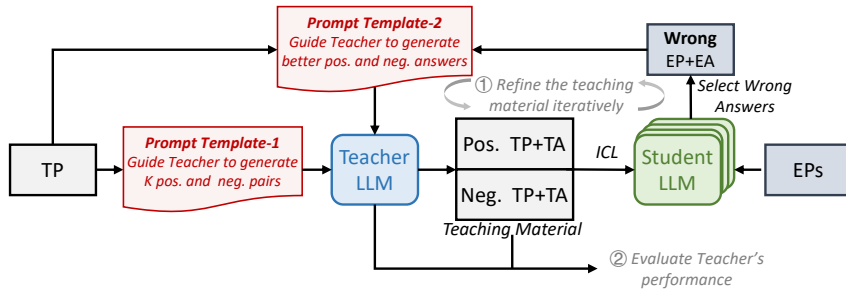 Prompt Template-2
Guide Teacher to generate
better pos. and neg. answers
Wrong
EP+EA
① Refine the teaching
material iteratively
Select Wrong
Answers
Prompt Template-1
Guide Teacher to generate
K pos. and neg. pairs
TP
Teacher
LLM
Pos. TP+TA
Neg. TP+TA
Teaching Material
ICL
Student
LLM
EPs
② Evaluate Teacher's
performance